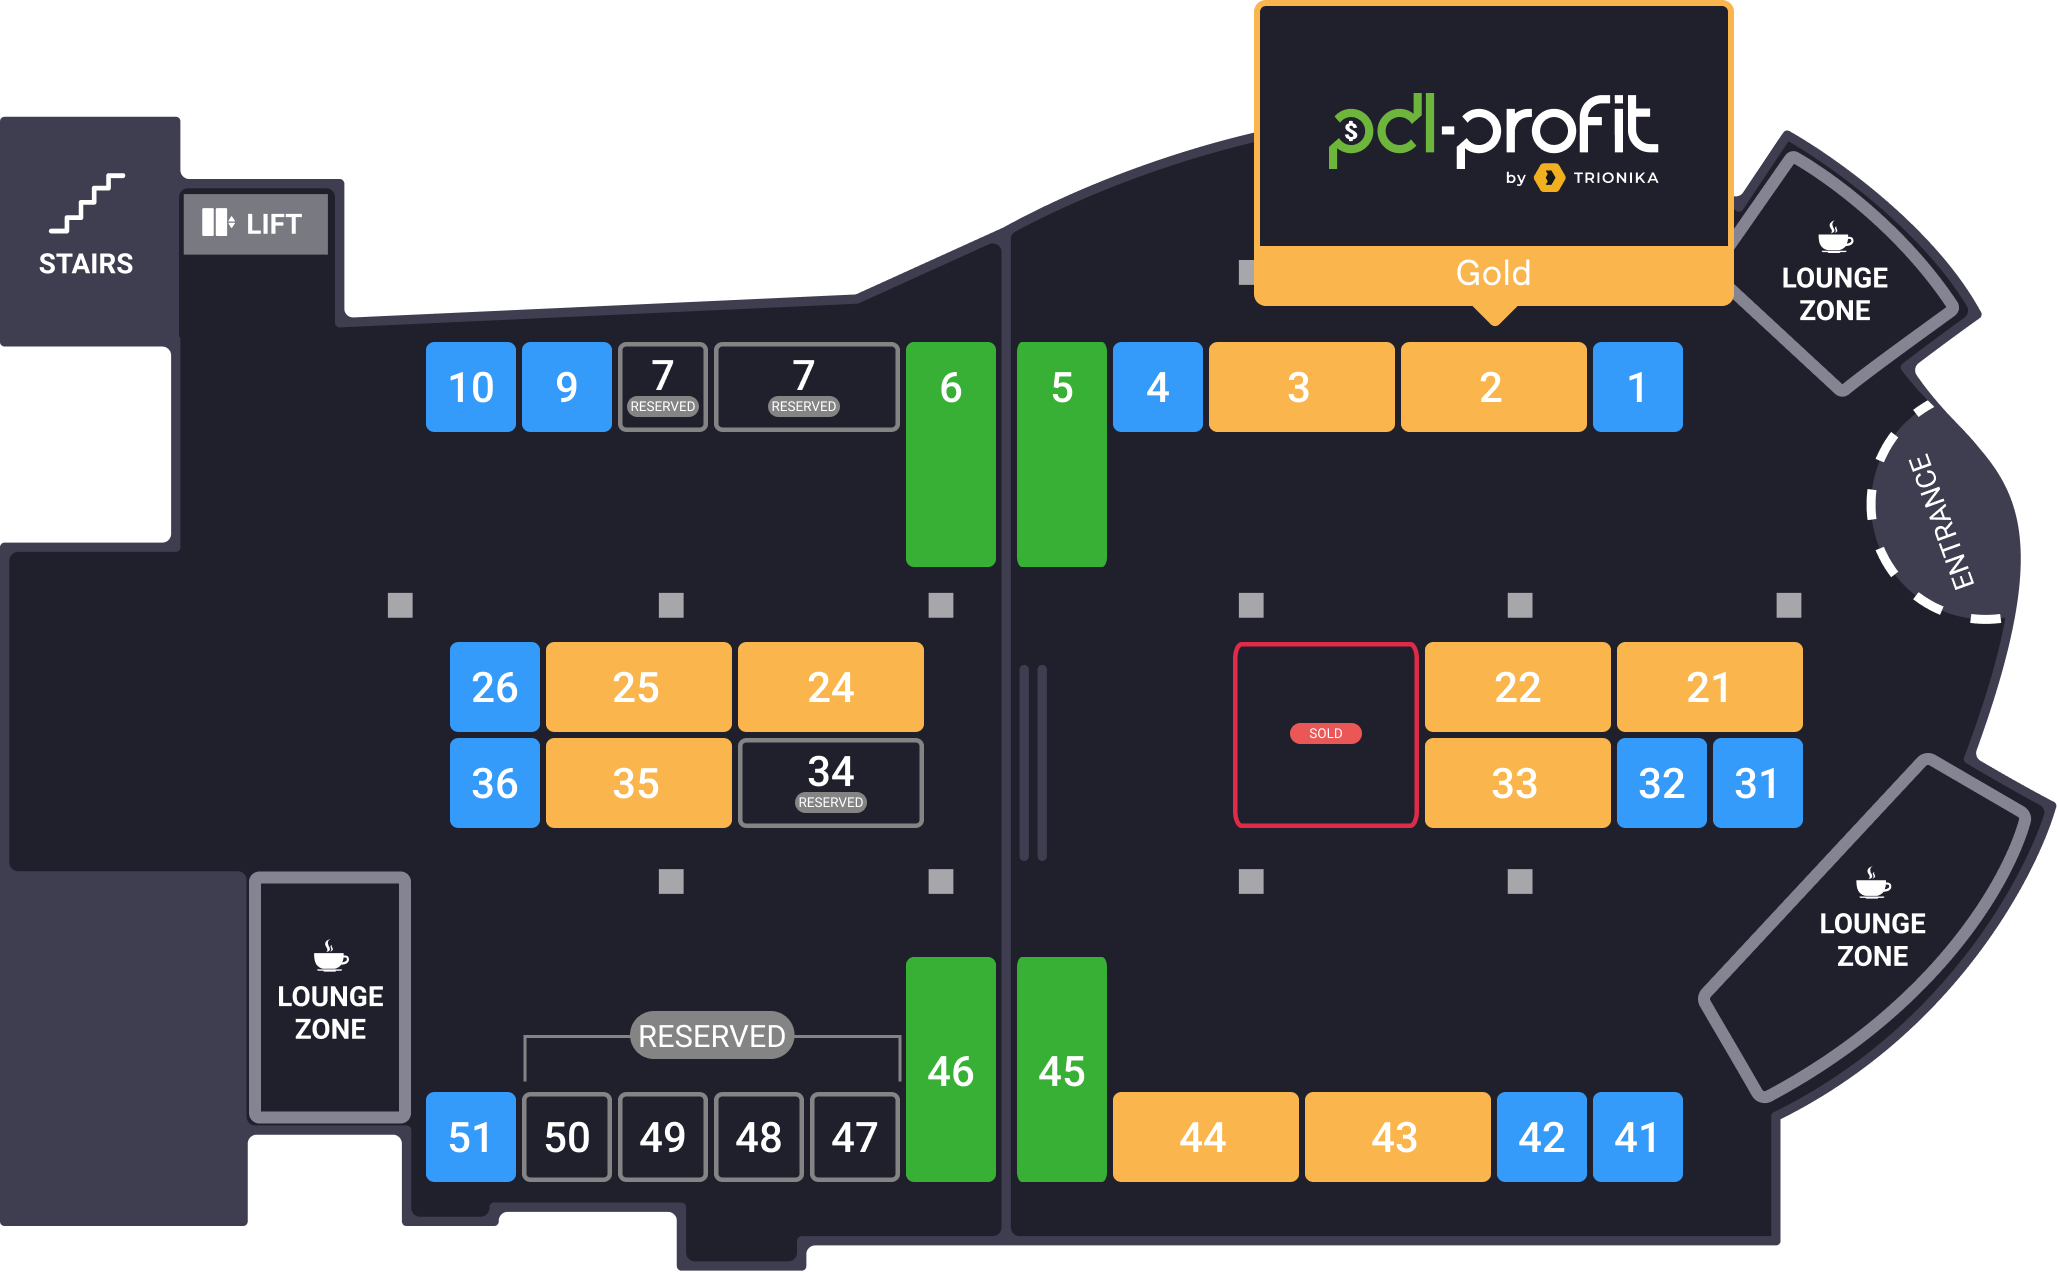 pdl-profit
by TRIONIKA
Gold
STAIRS
LIFT
LOUNGE
ZONE
10
9
7
RESERVED
7
RESERVED
6
5
4
3
2
1
ENTRANCE
26
25
24
22
21
SOLD
36
35
34
RESERVED
33
32
31
LOUNGE
ZONE
LOUNGE
ZONE
RESERVED
51
50
49
48
47
46
45
44
43
42
41